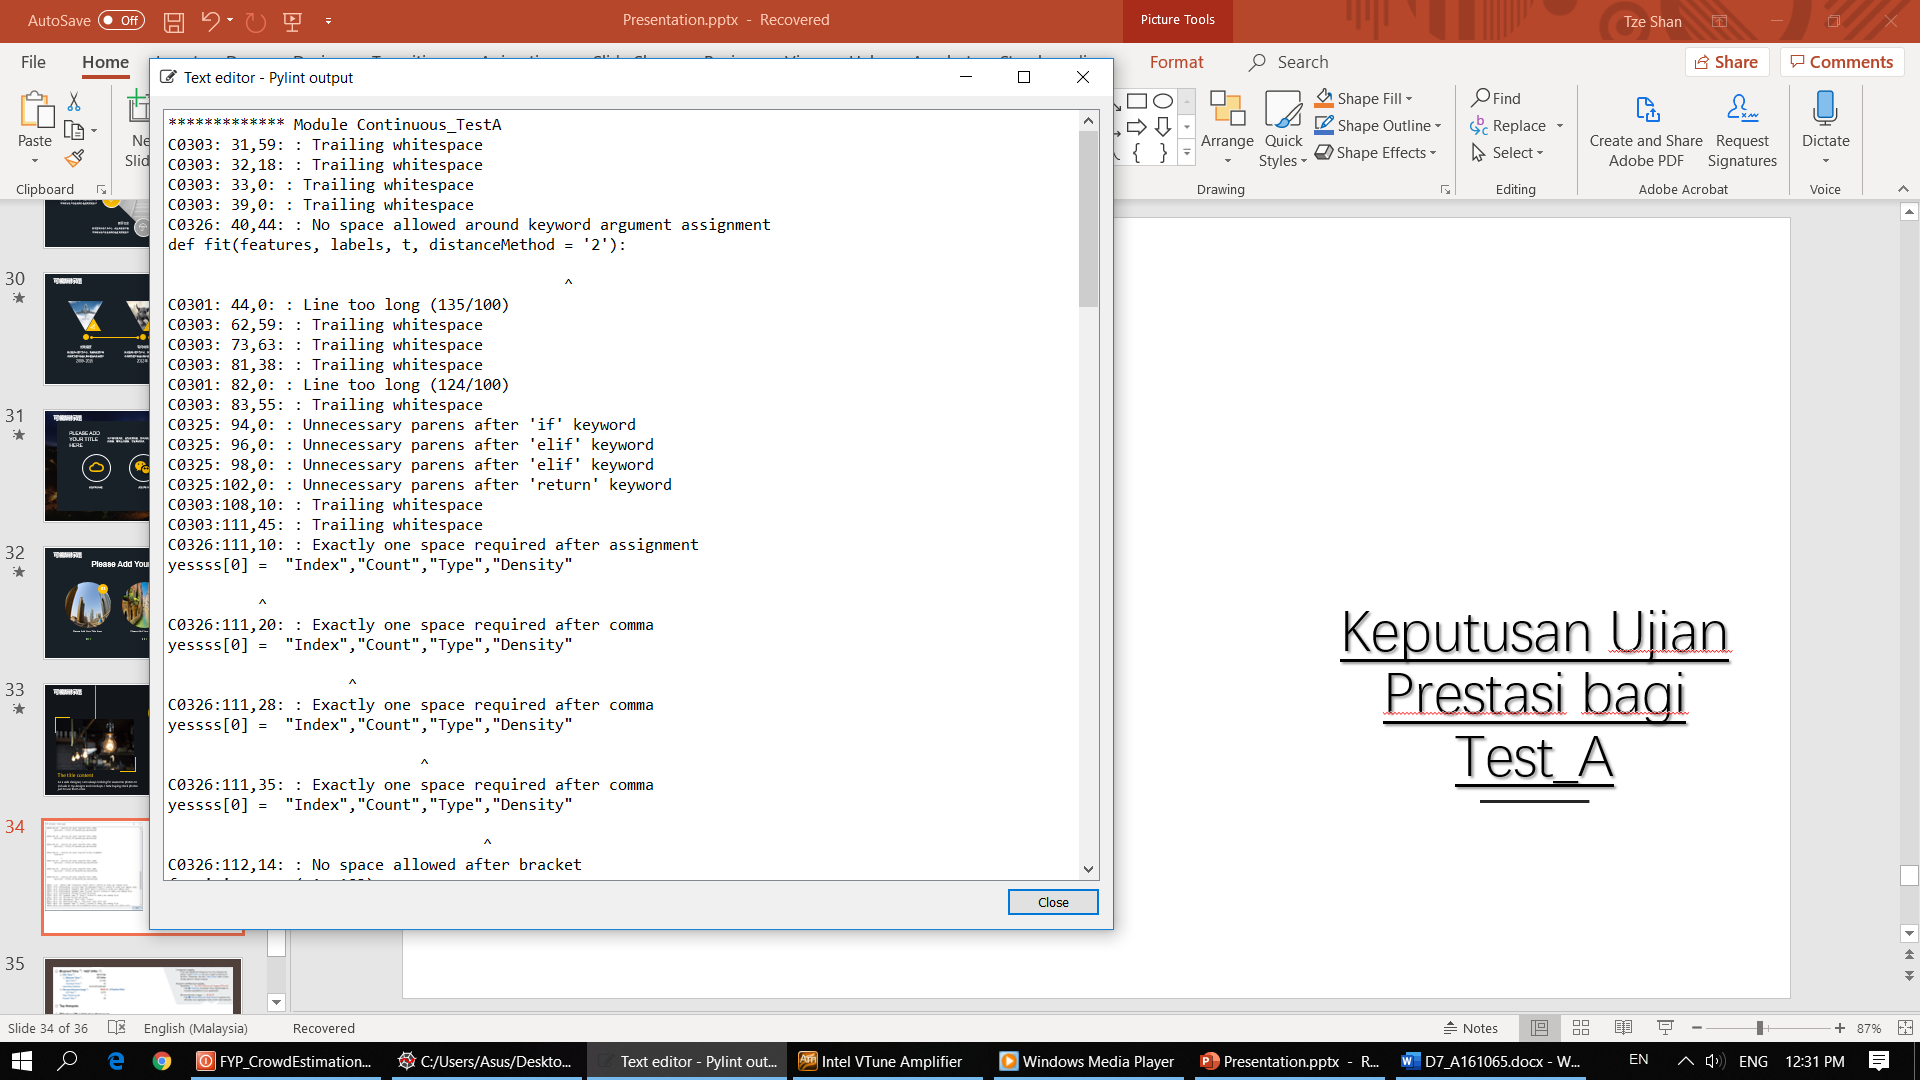 AutoSave Off
Presentation.pptx - Recovered
Picture Tools
Tze Shan
File
Home
Format
Search
Share
Comments
Text editor - Pylint output
Paste
Clipboard
************* Module Continuous_TestA
C0303: 31,59: : Trailing whitespace
C0303: 32,18: : Trailing whitespace
C0303: 33,0: : Trailing whitespace
C0303: 39,0: : Trailing whitespace
C0326: 40,44: : No space allowed around keyword argument assignment
def fit(features, labels, t, distanceMethod = '2'):
^
C0301: 44,0: : Line too long (135/100)
C0303: 62,59: : Trailing whitespace
C0303: 73,63: : Trailing whitespace
C0303: 81,38: : Trailing whitespace
C0301: 82,0: : Line too long (124/100)
C0303: 83,55: : Trailing whitespace
C0325: 94,0: : Unnecessary parens after 'if' keyword
C0325: 96,0: : Unnecessary parens after 'elif' keyword
C0325: 98,0: : Unnecessary parens after 'elif' keyword
C0325:102,0: : Unnecessary parens after 'return' keyword
C0303:108,10: : Trailing whitespace
C0303:111,45: : Trailing whitespace
C0326:111,10: : Exactly one space required after assignment
yessss[0] =  "Index","Count","Type","Density"
^
C0326:111,20: : Exactly one space required after comma
yessss[0] =  "Index","Count","Type","Density"
^
C0326:111,28: : Exactly one space required after comma
yessss[0] =  "Index","Count","Type","Density"
^
C0326:111,35: : Exactly one space required after comma
yessss[0] =  "Index","Count","Type","Density"
^
C0326:112,14: : No space allowed after bracket
Close
Arrange
Quick Styles
Shape Fill
Shape Outline
Shape Effects
Drawing
Find
Replace
Select
Editing
Create and Share Adobe PDF
Request Signatures
Adobe Acrobat
Dictate
Voice
30
31
PLEASE ADD
YOUR TITLE
HERE
32
Please Add You
33
The title content
34
35
Keputusan Ujian
Prestasi bagi
Test_A
Slide 34 of 36
English (Malaysia)
Recovered
Notes
87%
FYP_CrowdEstimation...
C:/Users/Asus/Deskto...
Text editor - Pylint out...
Intel VTune Amplifier
Windows Media Player
Presentation.pptx - R...
D7_A161065.docx - W...
EN
ENG
12:31 PM